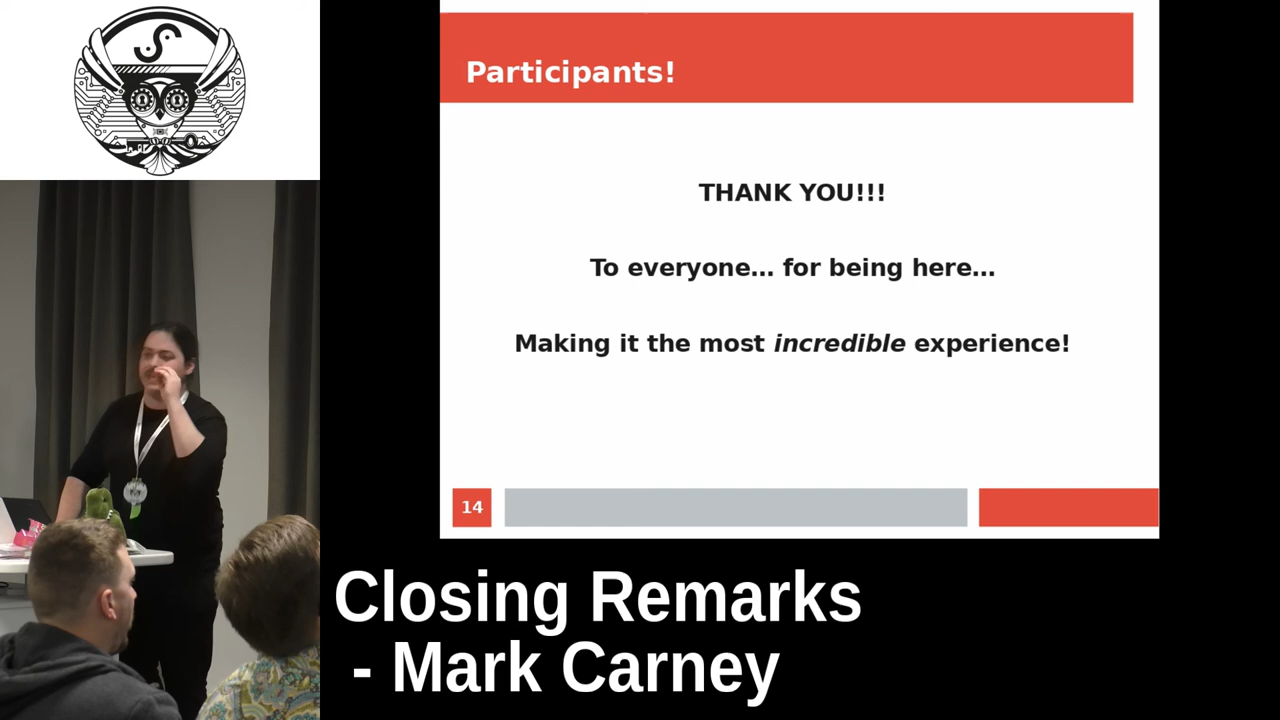 Participants!
THANK YOU!!!
To everyone... for being here...
Making it the most incredible experience!
14
Closing Remarks
- Mark Carney